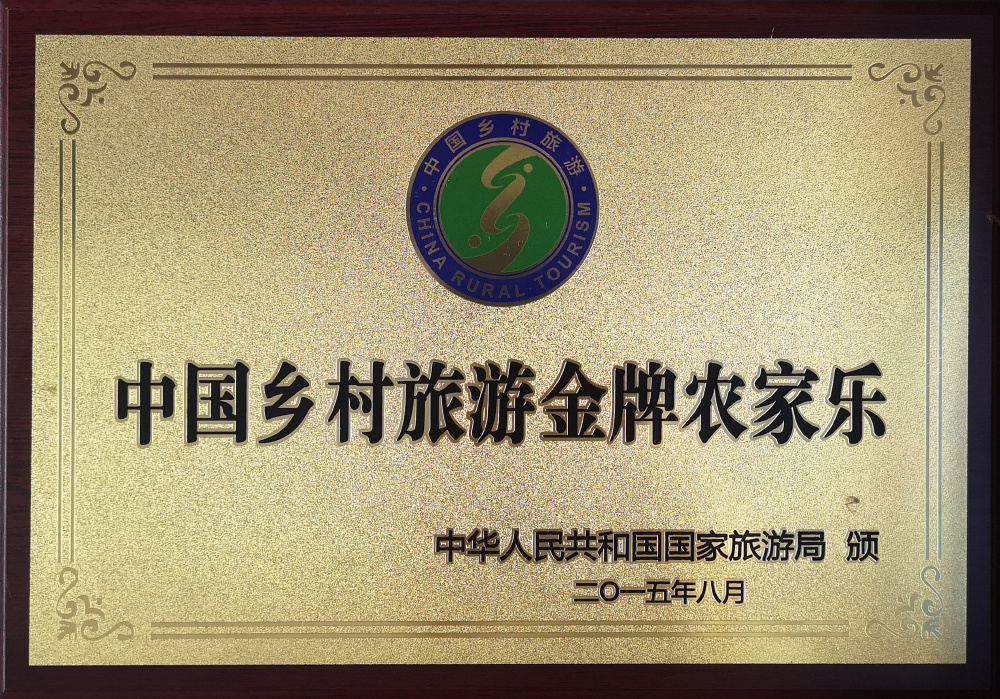 中国乡村旅游
CHINA RURAL TOURISM
中国乡村旅游金牌农家乐
中华人民共和国国家旅游局 颁
二〇一五年八月